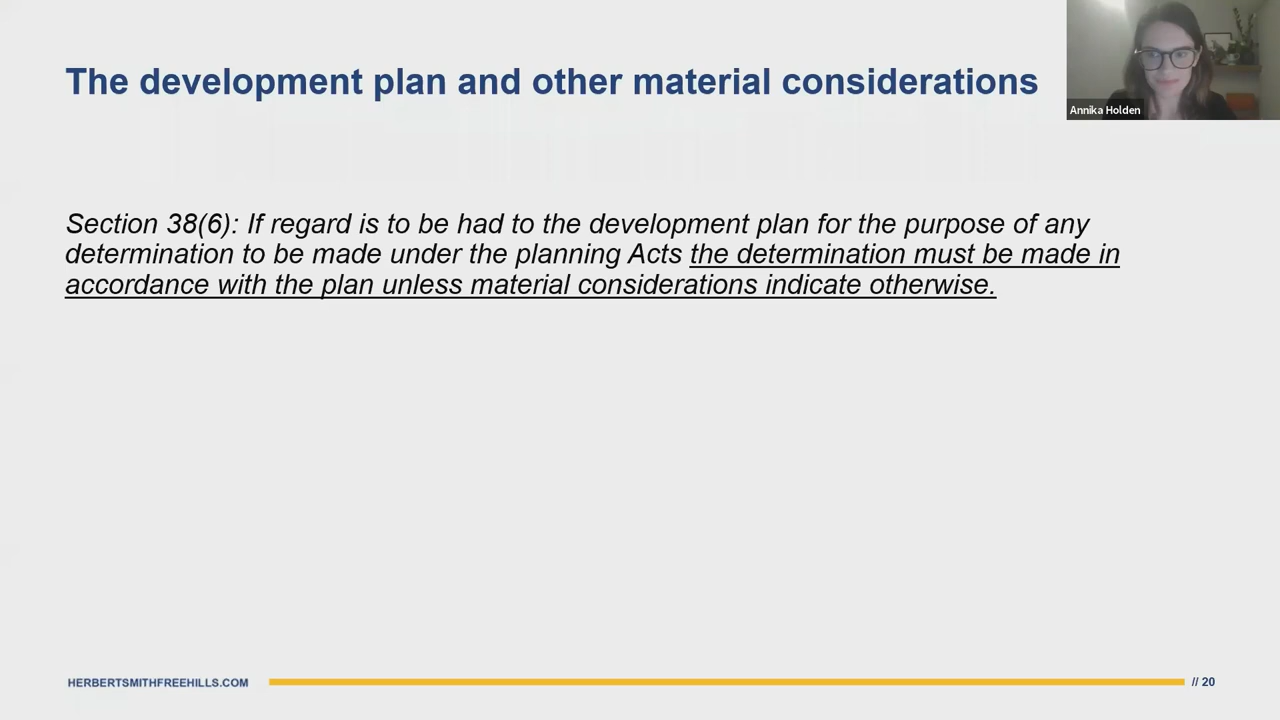 The development plan and other material considerations
Annika Holden
Section 38(6): If regard is to be had to the development plan for the purpose of any
determination to be made under the planning Acts the determination must be made in
accordance with the plan unless material considerations indicate otherwise.
HERBERTSMITHFREEHILLS.COM
// 20